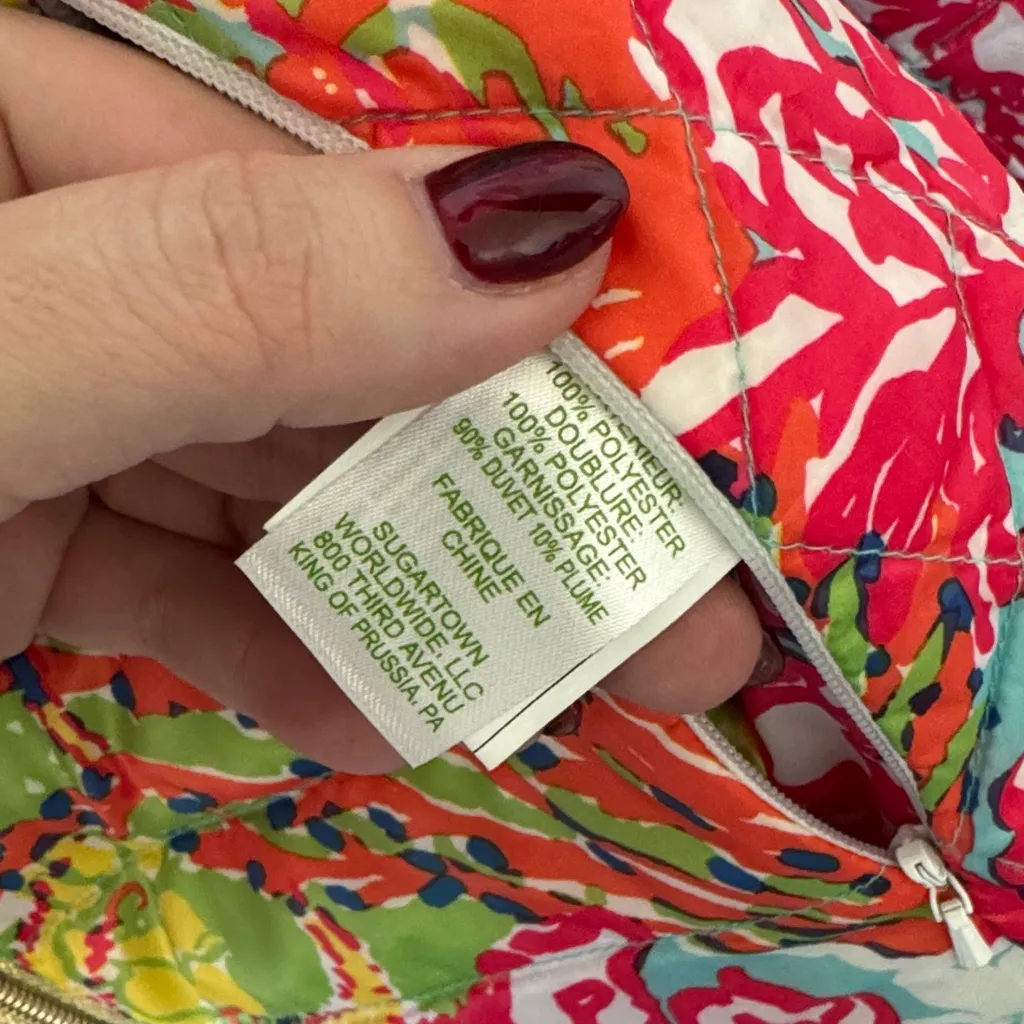 100%
100% POLYESTER
DOUBLURE:
100% POLYESTER
GARNISSAGE:
90% DUVET 10% PLUME
FABRIQUE EN
CHINE
SUGARTOWN
WORLDWIDE, LLC
800 THIRD AVENU
KING OF PRUSSIA, PA